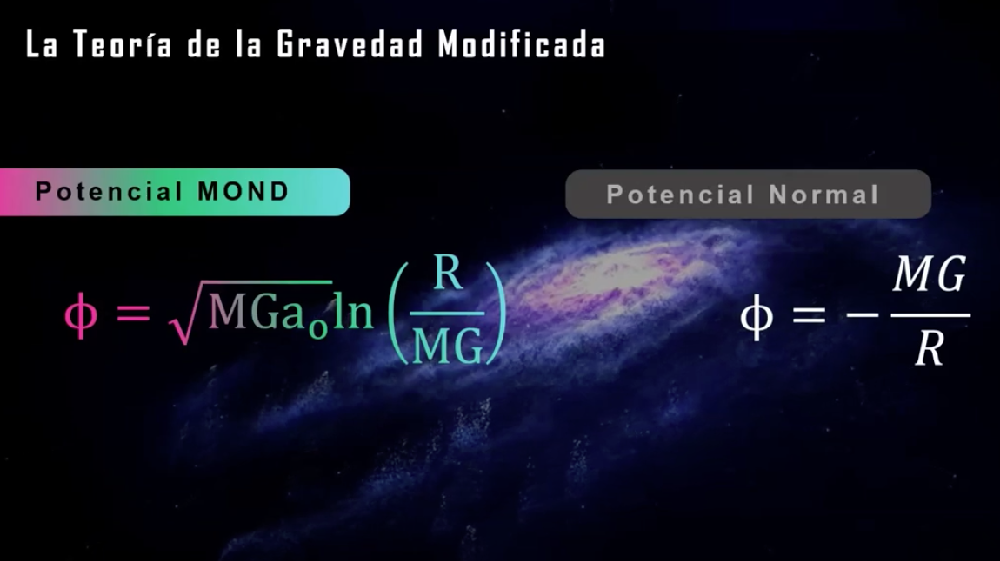 La Teoría de la Gravedad Modificada
Potencial MOND
Potencial Normal
ϕ = √MGa₀ ln (R/MG)
ϕ = − MG/R